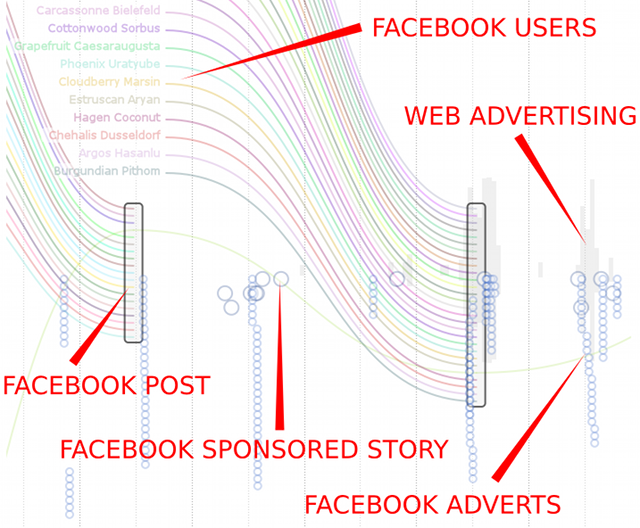 Carcassonne Bielefeld
FACEBOOK USERS
Cottonwood Sorbus
Grapefruit Caesaraugusta
Phoenix Uratyube
Cloudberry Marsin
Estruscan Aryan
WEB ADVERTISING
Hagen Coconut
Chehalis Dusseldorf
Argos Hasanlu
Burgundian Pithom
FACEBOOK POST
FACEBOOK SPONSORED STORY
FACEBOOK ADVERTS